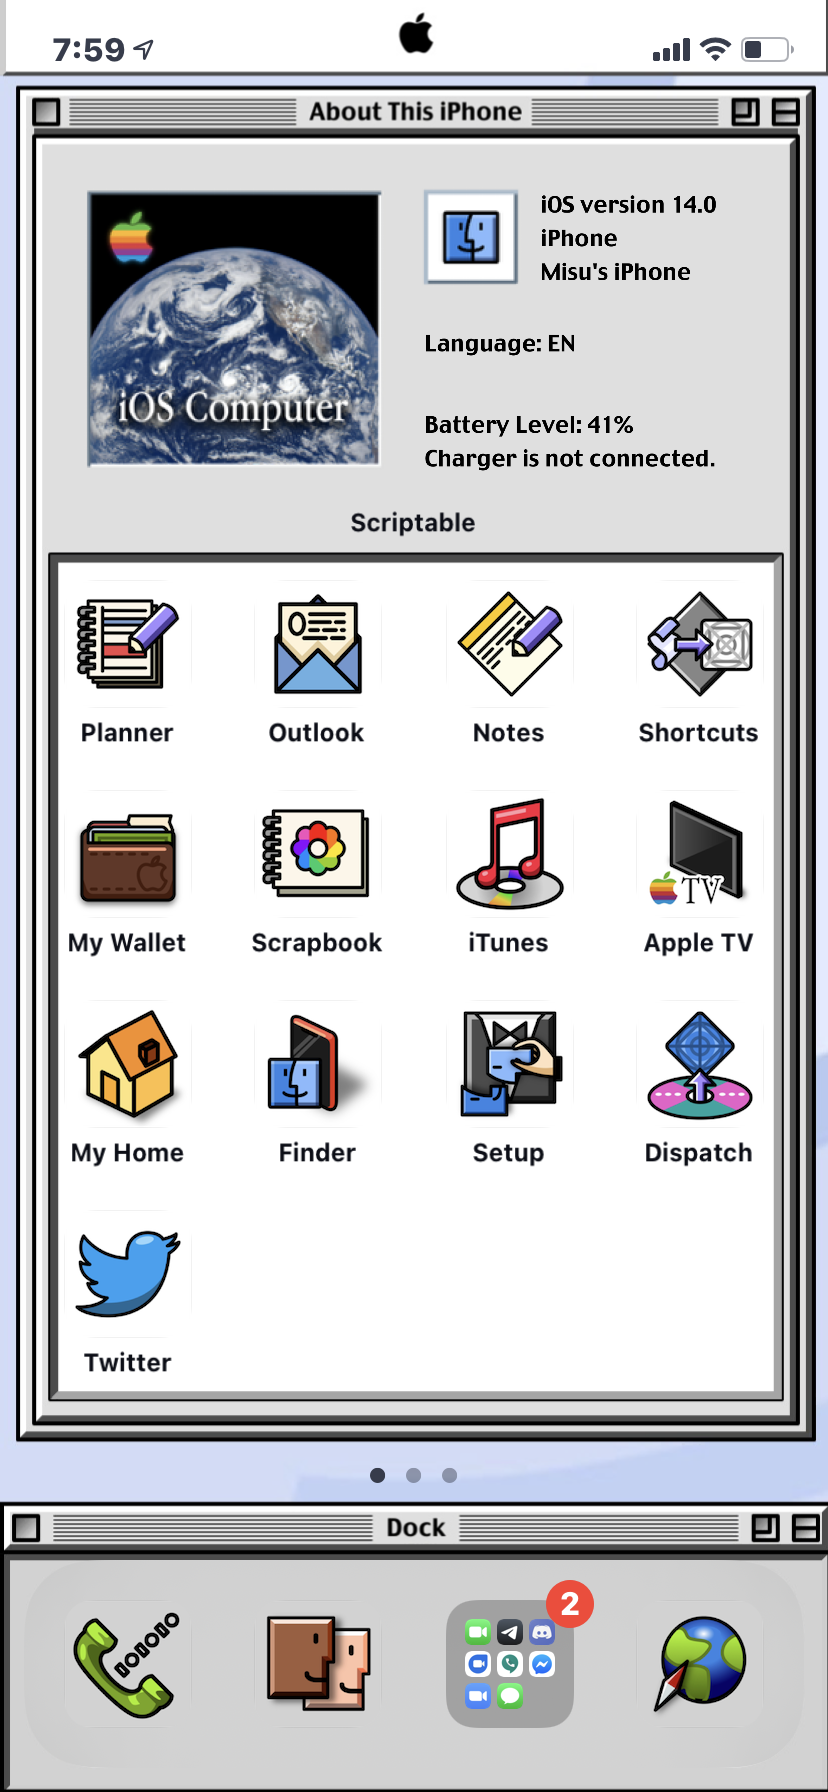 7:59
About This iPhone
iOS Computer
iOS version 14.0
iPhone
Misu's iPhone
Language: EN
Battery Level: 41%
Charger is not connected.
Scriptable
Planner
Outlook
Notes
Shortcuts
My Wallet
Scrapbook
iTunes
TV
Apple TV
My Home
Finder
Setup
Dispatch
Twitter
Dock
2